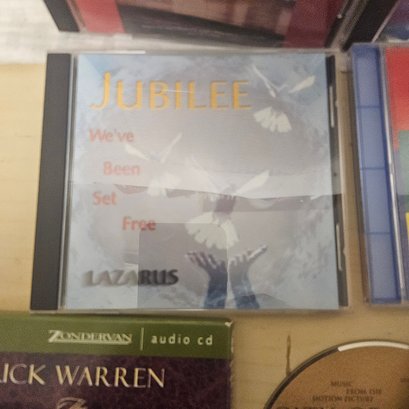 JUBILEE
We've
Been
Set
Free
LAZARUS
ZONDERVAN | audio cd
ICK WARREN
MUSIC
FROM THE
MOTION PICTURE